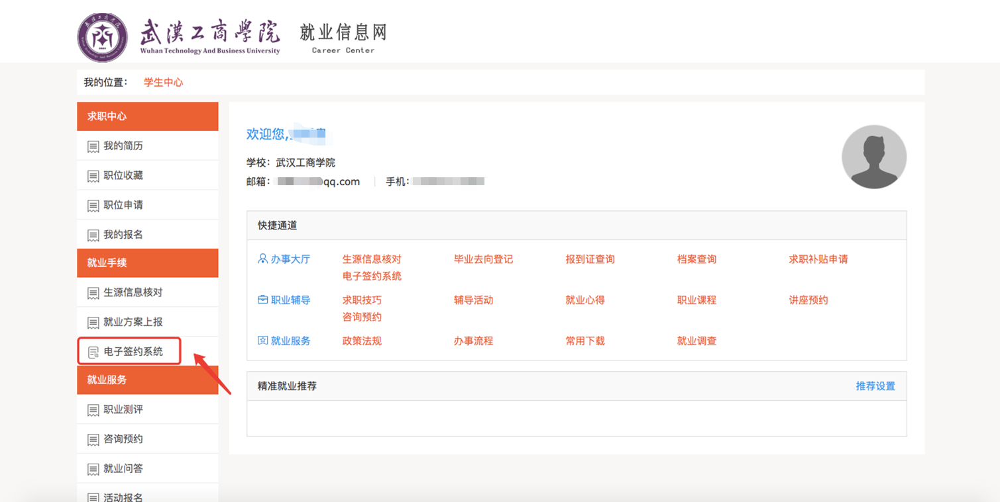 武漢工商學院
Wuhan Technology And Business University
就业信息网
Career Center
我的位置： 学生中心
求职中心
我的简历
职位收藏
职位申请
我的报名
就业手续
生源信息核对
就业方案上报
电子签约系统
就业服务
职业测评
咨询预约
就业问答
活动报名
欢迎您,
学校： 武汉工商学院
邮箱： qq.com 手机：
快捷通道
办事大厅 生源信息核对 毕业去向登记 报到证查询 档案查询 求职补贴申请
电子签约系统
职业辅导 求职技巧 辅导活动 就业心得 职业课程 讲座预约
咨询预约
就业服务 政策法规 办事流程 常用下载 就业调查
精准就业推荐 推荐设置